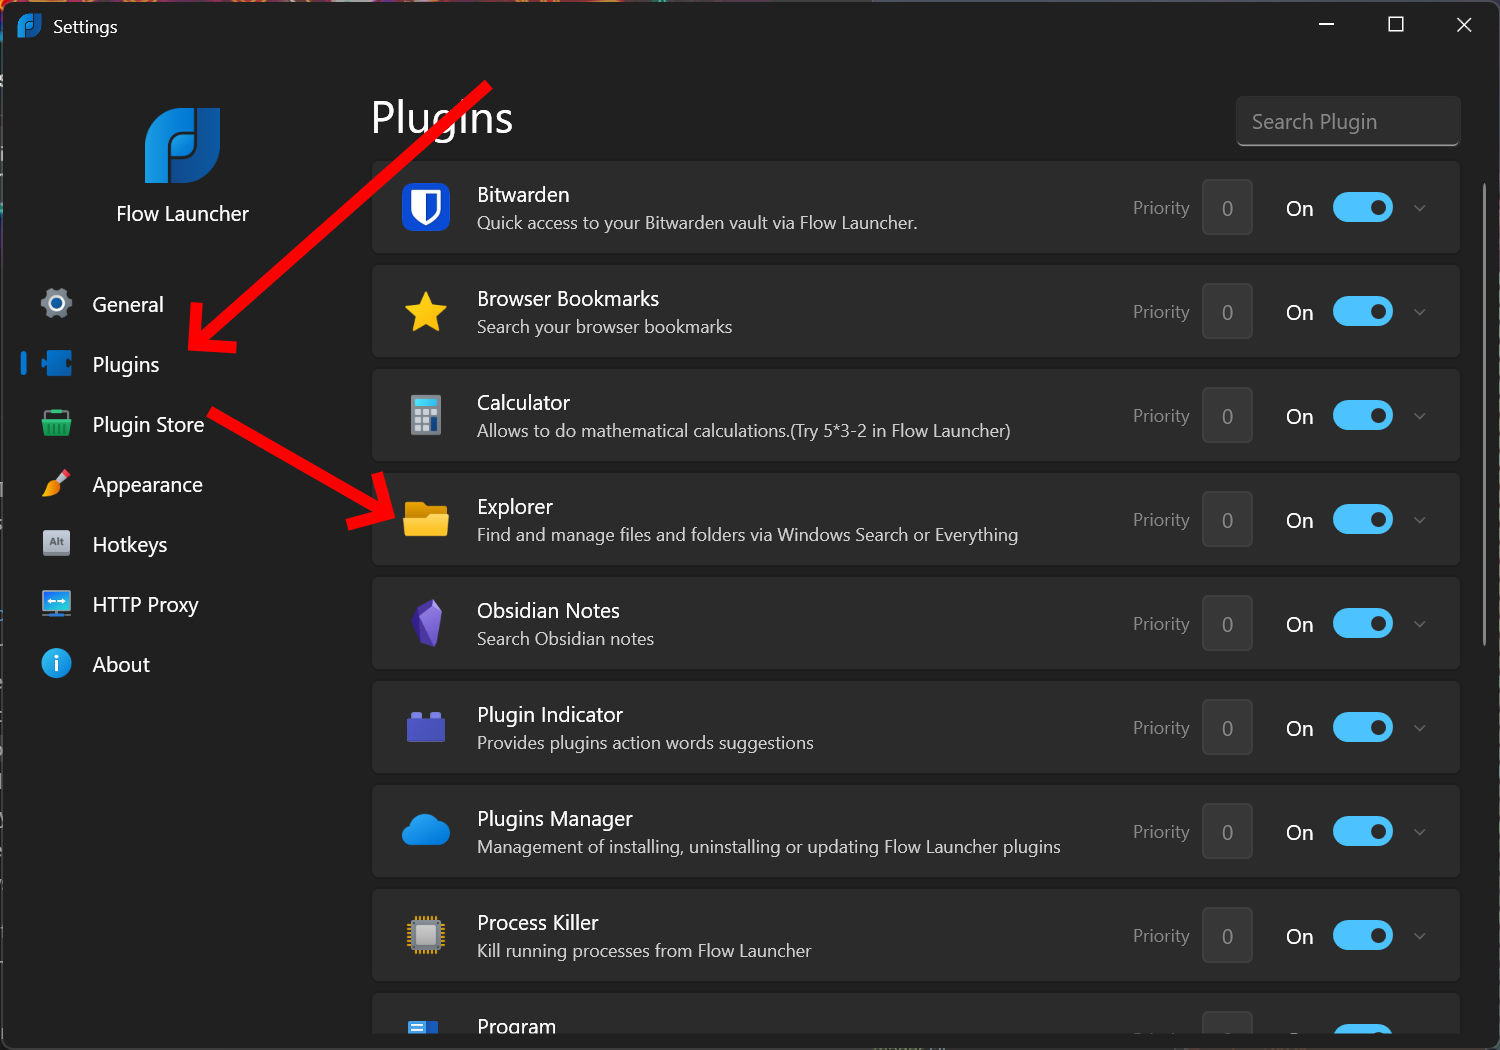 Settings
Flow Launcher
General
Plugins
Plugin Store
Appearance
Alt
Hotkeys
HTTP Proxy
About
Plugins
Search Plugin
Bitwarden
Quick access to your Bitwarden vault via Flow Launcher.
Priority 0 On
Browser Bookmarks
Search your browser bookmarks
Priority 0 On
Calculator
Allows to do mathematical calculations.(Try 5*3-2 in Flow Launcher)
Priority 0 On
Explorer
Find and manage files and folders via Windows Search or Everything
Priority 0 On
Obsidian Notes
Search Obsidian notes
Priority 0 On
Plugin Indicator
Provides plugins action words suggestions
Priority 0 On
Plugins Manager
Management of installing, uninstalling or updating Flow Launcher plugins
Priority 0 On
Process Killer
Kill running processes from Flow Launcher
Priority 0 On
Program